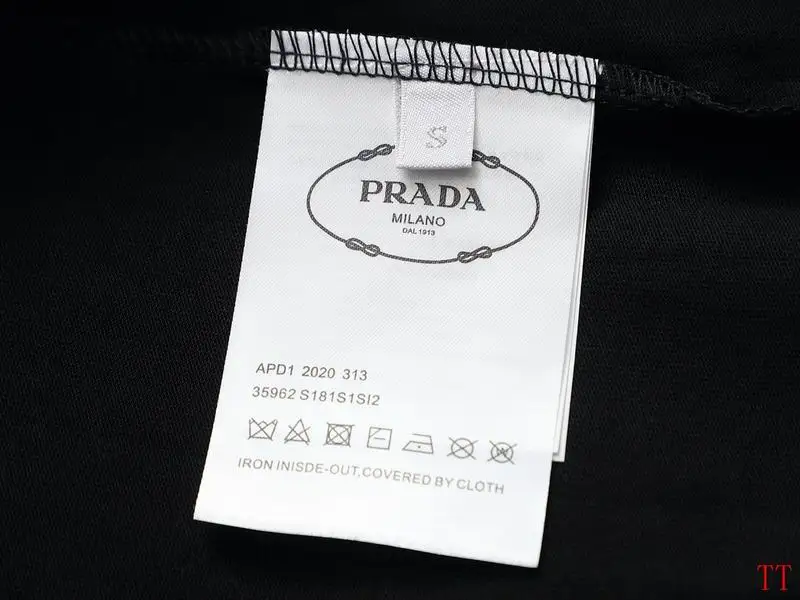 S
PRADA
MILANO
DAL 1913
APD1 2020 313
35962 S181S1SI2
IRON INISDE-OUT,COVERED BY CLOTH
TT